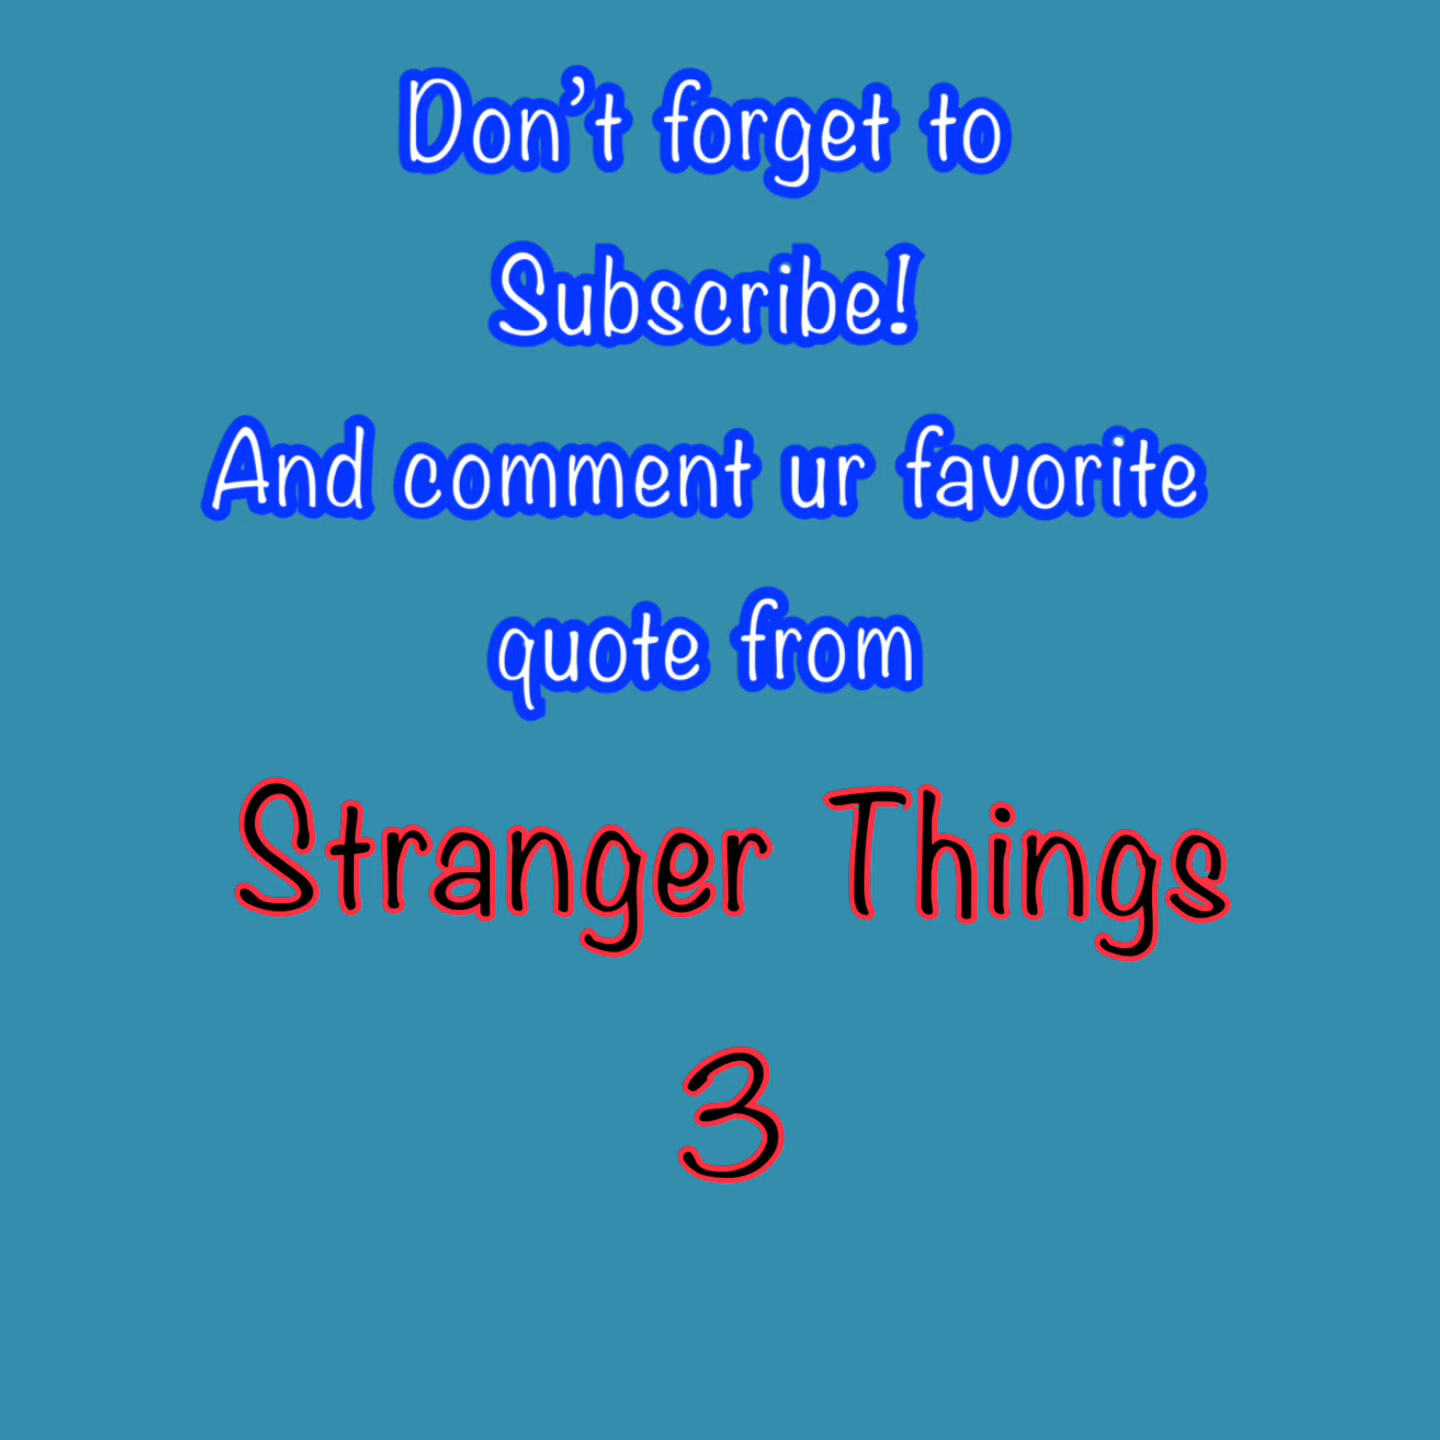 Don’t forget to
Subscribe!
And comment ur favorite
quote from
Stranger Things
3